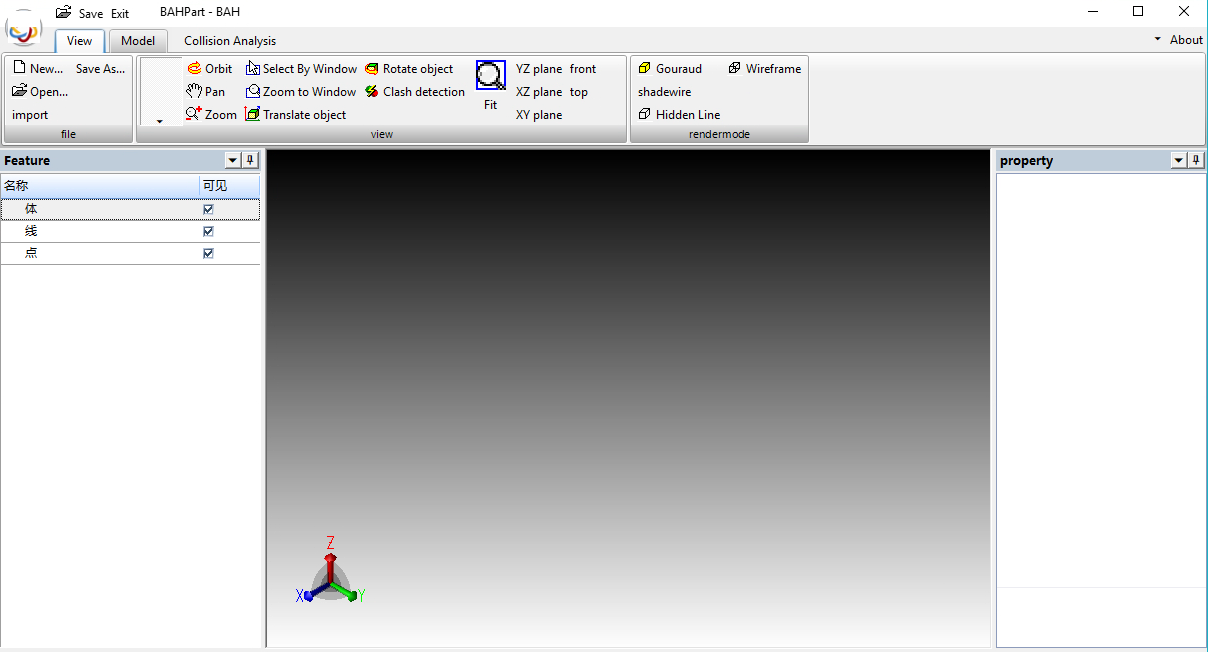 Save Exit BAHPart - BAH
View Model Collision Analysis About
New... Save As... Orbit Select By Window Rotate object YZ plane front Gouraud Wireframe
Open... Pan Zoom to Window Clash detection XZ plane top shadewire
Fit
import Zoom Translate object XY plane Hidden Line
file view rendermode
Feature property
名称 可见
体
线
点
Z
X Y